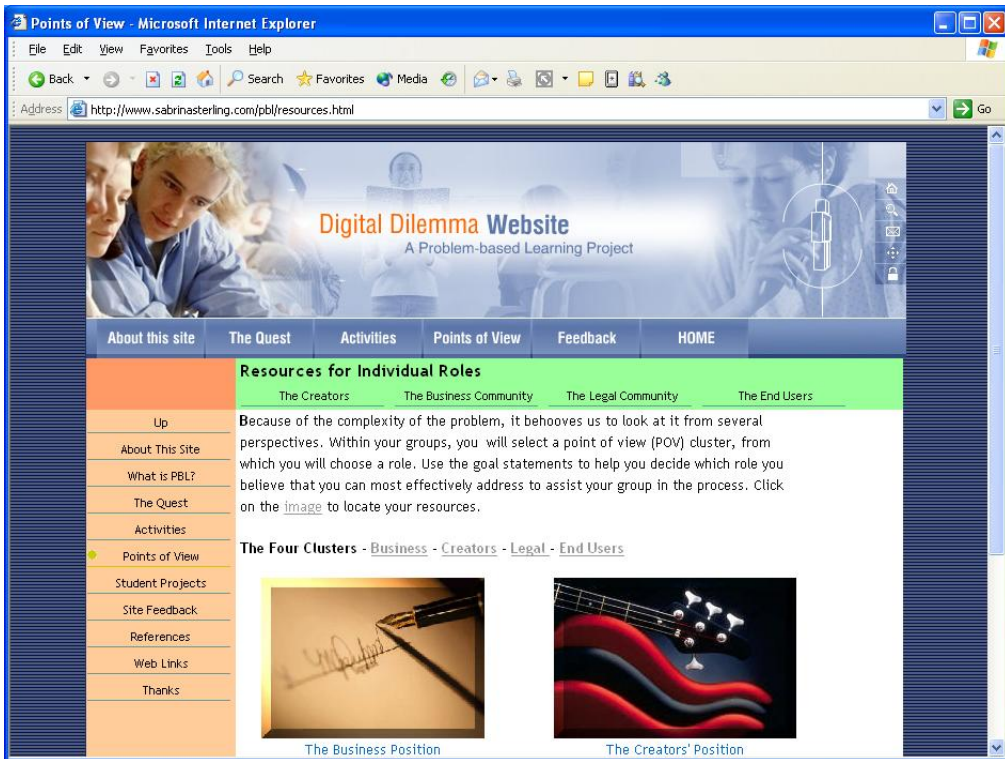 Points of View - Microsoft Internet Explorer
File Edit View Favorites Tools Help
Back Search Favorites Media
Address http://www.sabrinasterling.com/pbl/resources.html Go
Digital Dilemma Website
A Problem-based Learning Project
About this site The Quest Activities Points of View Feedback HOME
Resources for Individual Roles
The Creators The Business Community The Legal Community The End Users
Up
About This Site
What is PBL?
The Quest
Activities
Points of View
Student Projects
Site Feedback
References
Web Links
Thanks
Because of the complexity of the problem, it behooves us to look at it from several
perspectives. Within your groups, you will select a point of view (POV) cluster, from
which you will choose a role. Use the goal statements to help you decide which role you
believe that you can most effectively address to assist your group in the process. Click
on the image to locate your resources.
The Four Clusters - Business - Creators - Legal - End Users
The Business Position The Creators' Position